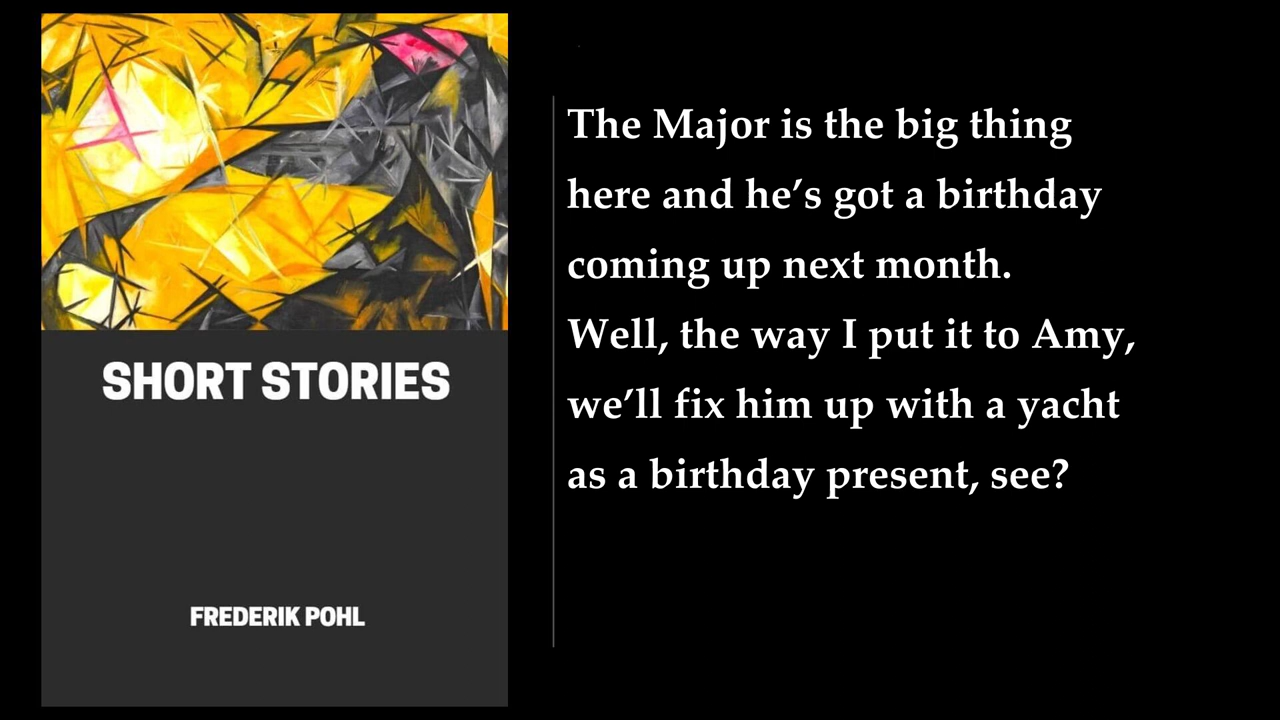 SHORT STORIES
FREDERIK POHL
The Major is the big thing
here and he’s got a birthday
coming up next month.
Well, the way I put it to Amy,
we’ll fix him up with a yacht
as a birthday present, see?